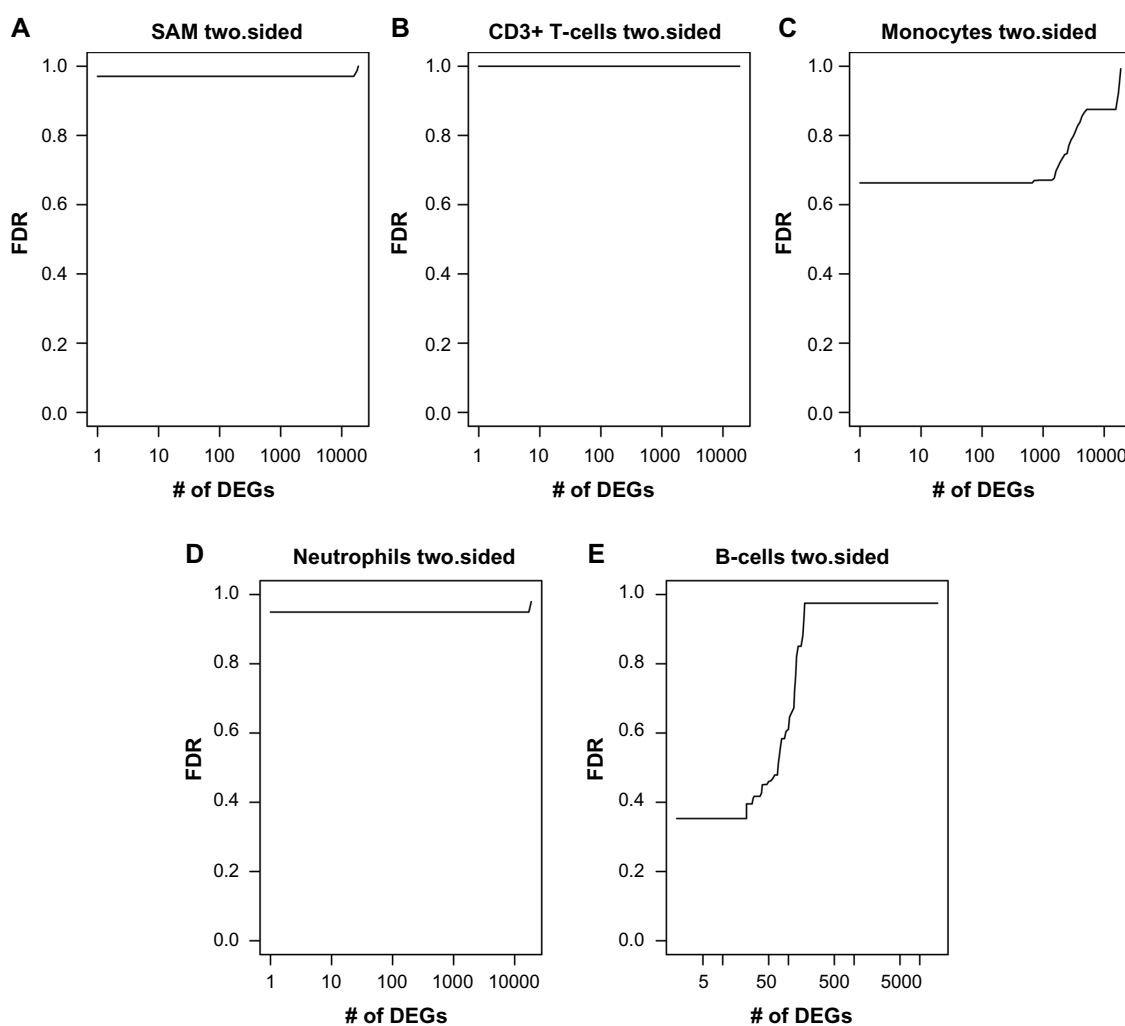 A SAM two.sided
B CD3+ T-cells two.sided
C Monocytes two.sided
FDR
1.0
0.8
0.6
0.4
0.2
0.0
1 10 100 1000 10000
# of DEGs
FDR
1.0
0.8
0.6
0.4
0.2
0.0
1 10 100 1000 10000
# of DEGs
FDR
1.0
0.8
0.6
0.4
0.2
0.0
1 10 100 1000 10000
# of DEGs
D Neutrophils two.sided
E B-cells two.sided
FDR
1.0
0.8
0.6
0.4
0.2
0.0
1 10 100 1000 10000
# of DEGs
FDR
1.0
0.8
0.6
0.4
0.2
0.0
5 50 500 5000
# of DEGs